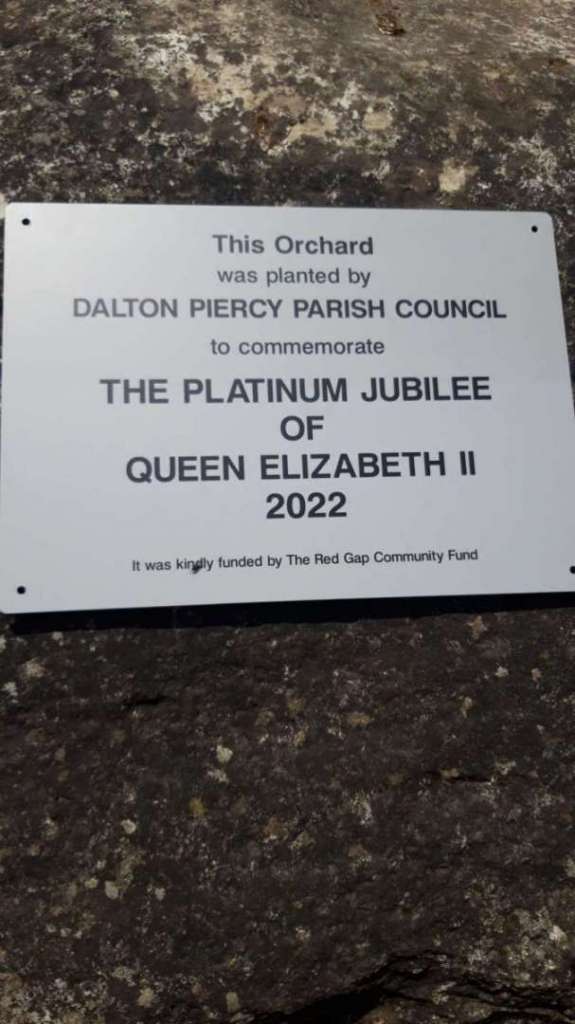 This Orchard
was planted by
DALTON PIERCY PARISH COUNCIL
to commemorate
THE PLATINUM JUBILEE
OF
QUEEN ELIZABETH II
2022
It was kindly funded by The Red Gap Community Fund